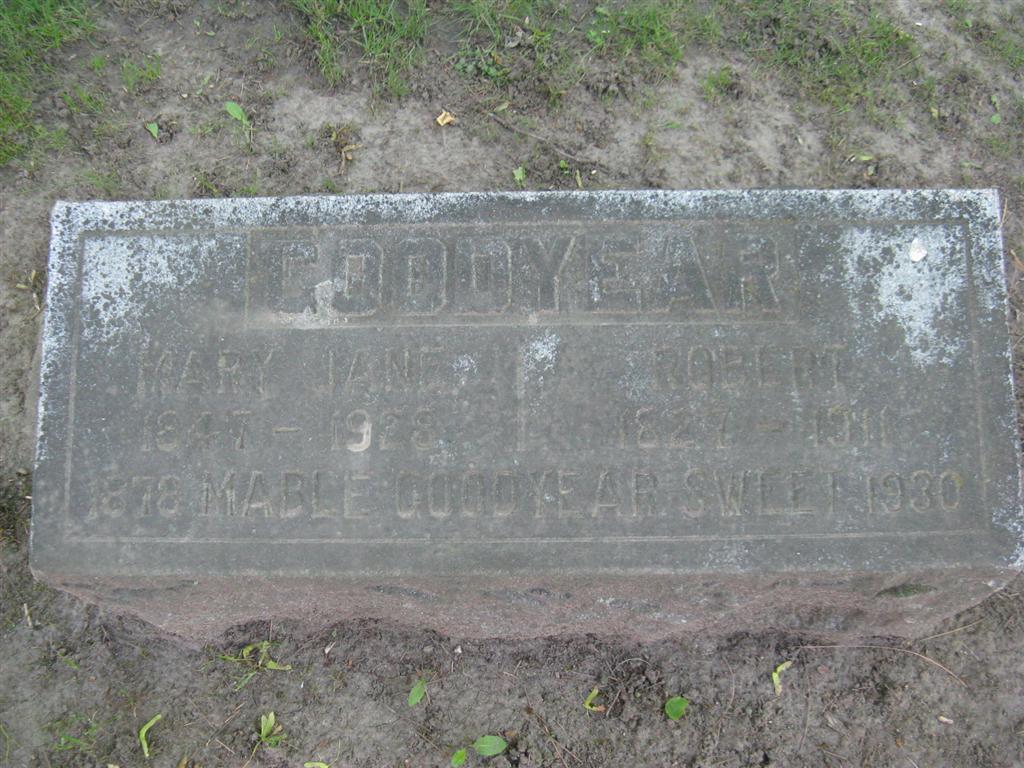 GOODYEAR
MARY JANE ROBERT
1847 - 1928 1827 - 1911
1878 MABLE GOODYEAR SWEET 1930